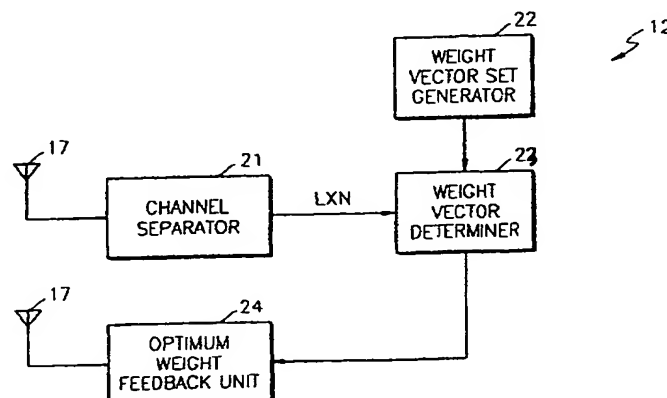 22
12
WEIGHT
VECTOR SET
GENERATOR
17
21
23
CHANNEL
SEPARATOR
LXN
WEIGHT
VECTOR
DETERMINER
17
24
OPTIMUM
WEIGHT
FEEDBACK UNIT